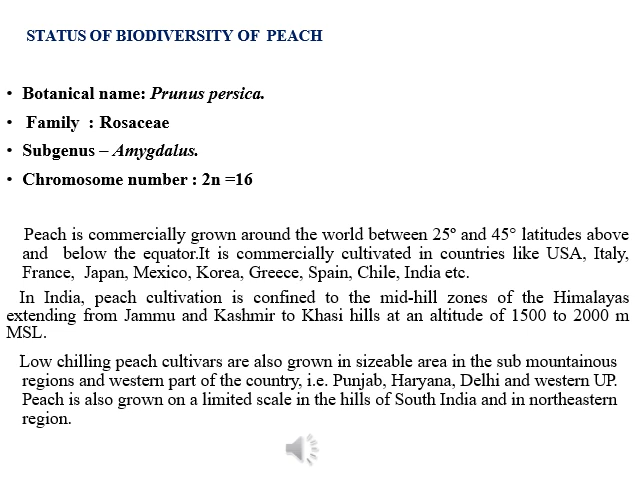 STATUS OF BIODIVERSITY OF PEACH
• Botanical name: Prunus persica.
• Family : Rosaceae
• Subgenus – Amygdalus.
• Chromosome number : 2n =16
Peach is commercially grown around the world between 25º and 45° latitudes above
and below the equator.It is commercially cultivated in countries like USA, Italy,
France, Japan, Mexico, Korea, Greece, Spain, Chile, India etc.
In India, peach cultivation is confined to the mid-hill zones of the Himalayas
extending from Jammu and Kashmir to Khasi hills at an altitude of 1500 to 2000 m
MSL.
Low chilling peach cultivars are also grown in sizeable area in the sub mountainous
regions and western part of the country, i.e. Punjab, Haryana, Delhi and western UP.
Peach is also grown on a limited scale in the hills of South India and in northeastern
region.